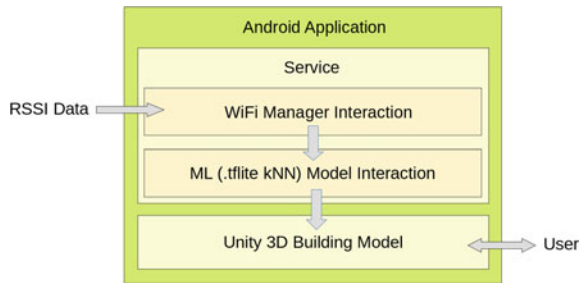 Android Application
Service
RSSI Data
WiFi Manager Interaction
ML (.tflite kNN) Model Interaction
Unity 3D Building Model
User